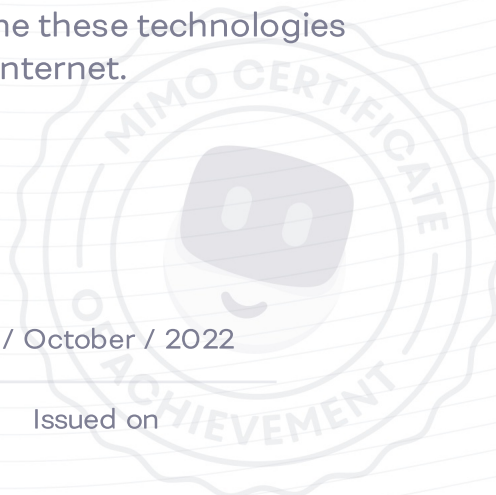 ne these technologies
nternet.
MIMO CERTIFICATE
OF ACHIEVEMENT
/ October / 2022
Issued on